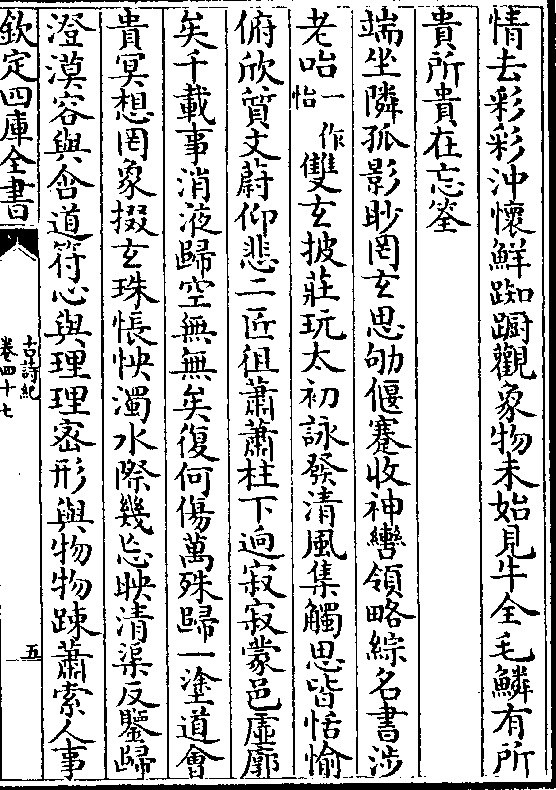 情去彩彩沖懷鮮踟躕觀象物未始見牛全毛鱗有所
貴所貴在忘筌
端坐隣孤影眇罔玄思劬偃蹇收神轡領略綜名書涉
老咍一作怡雙玄披莊玩太初詠發清風集觸思皆恬愉
俯欣質文蔚仰悲二匠徂蕭蕭柱下逈寂寂蒙邑虛廓
矣千載事消液歸空無無矣復何傷萬殊歸一塗道會
貴冥想罔象掇玄珠悵怏濁水際幾忘映清渠反鑒歸
澄漠容與含道符心與理理密形與物物踈蕭索人事
欽定四庫全書
古詩紀
卷四十七
五